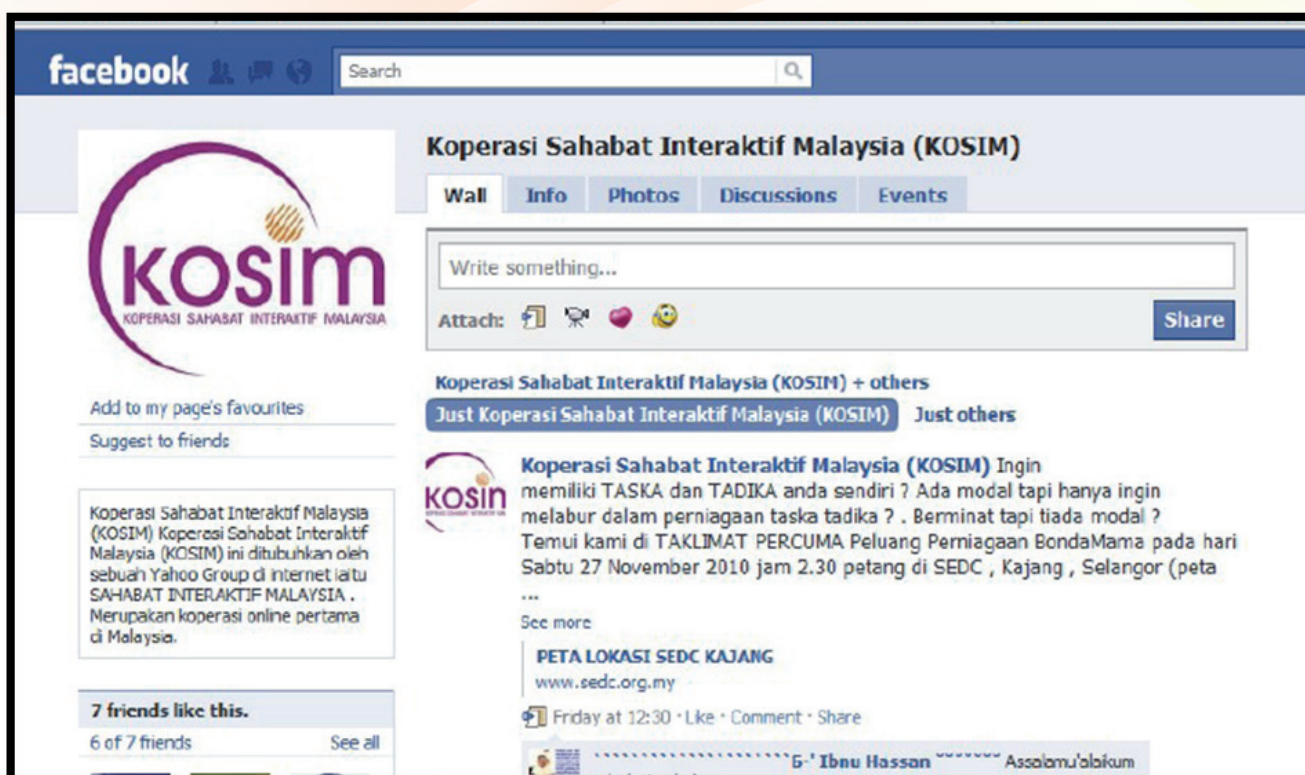 facebook
Search
Koperasi Sahabat Interaktif Malaysia (KOSIM)
Wall Info Photos Discussions Events
Write something...
Attach:
Share
KOSIM
KOPERASI SAHABAT INTERAKTIF MALAYSIA
Add to my page's favourites
Suggest to friends
Koperasi Sahabat Interaktif Malaysia
(KOSIM) Koperasi Sahabat Interaktif
Malaysia (KOSIM) ini ditubuhkan oleh
sebuah Yahoo Group di internet iaitu
SAHABAT INTERAKTIF MALAYSIA .
Merupakan koperasi online pertama
di Malaysia.
7 friends like this.
6 of 7 friends See all
Koperasi Sahabat Interaktif Malaysia (KOSIM) + others
Just Koperasi Sahabat Interaktif Malaysia (KOSIM) Just others
KOSIM
Koperasi Sahabat Interaktif Malaysia (KOSIM) Ingin
memiliki TASKA dan TADIKA anda sendiri ? Ada modal tapi hanya ingin
melabur dalam perniagaan taska tadika ? . Berminat tapi tiada modal ?
Temui kami di TAKLIMAT PERCUMA Peluang Perniagaan BondaMama pada hari
Sabtu 27 November 2010 jam 2.30 petang di SEDC , Kajang , Selangor (peta
...
See more
PETA LOKASI SEDC KAJANG
www.sedc.org.my
Friday at 12:30 · Like · Comment · Share
Ibnu Hassan Assalamu'alaikum